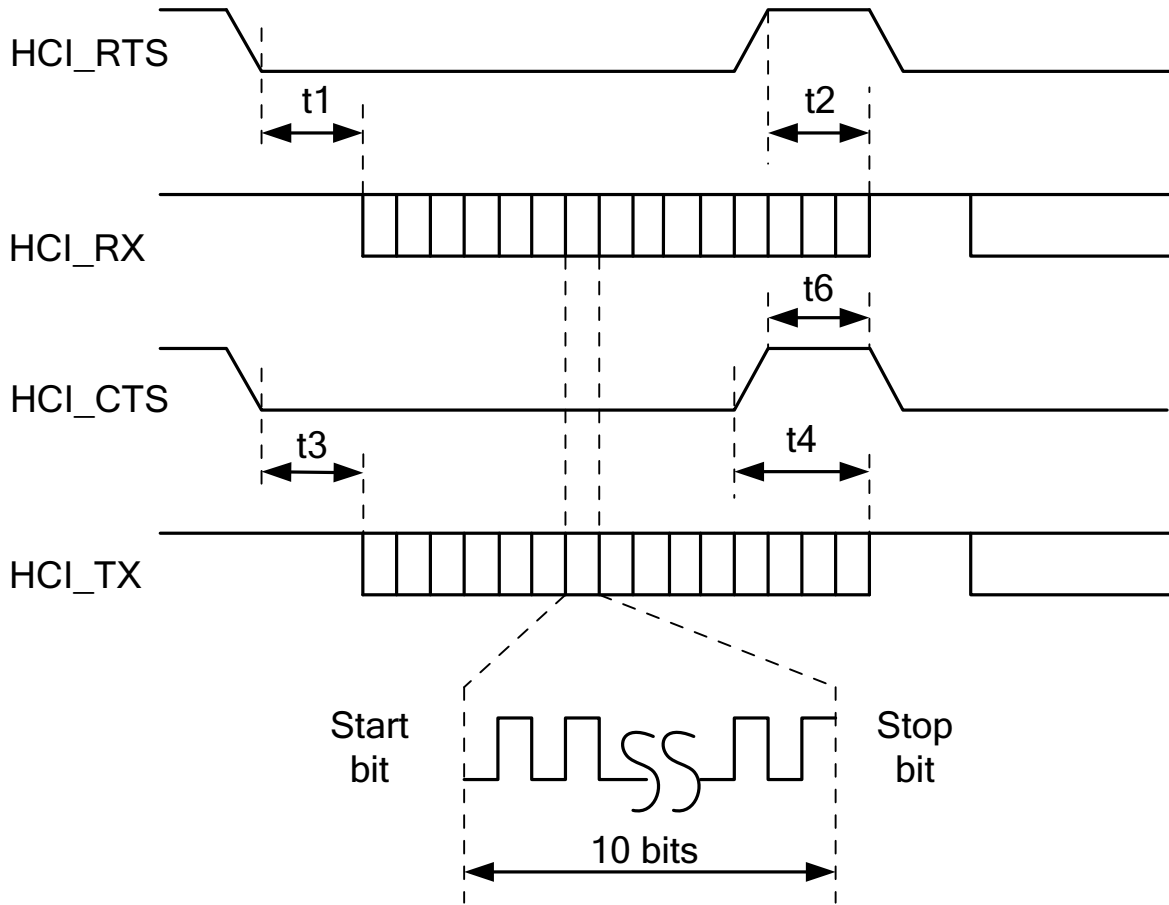 HCI_RTS
t1
t2
HCI_RX
t6
HCI_CTS
t3
t4
HCI_TX
Start
bit
Stop
bit
10 bits